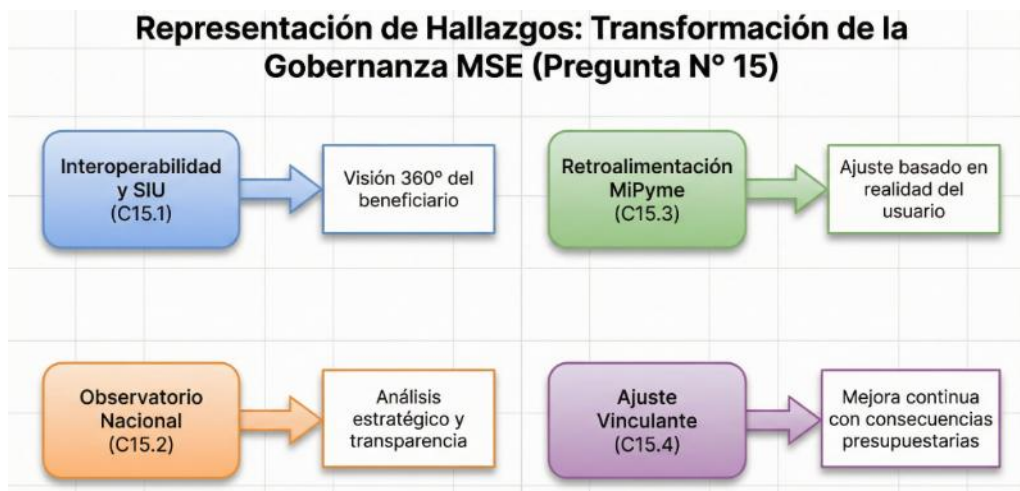 Representación de Hallazgos: Transformación de la
Gobernanza MSE (Pregunta N° 15)
Interoperabilidad
y SIU
(C15.1)
Visión 360° del
beneficiario
Retroalimentación
MiPyme
(C15.3)
Ajuste basado en
realidad del
usuario
Observatorio
Nacional
(C15.2)
Análisis
estratégico y
transparencia
Ajuste
Vinculante
(C15.4)
Mejora continua
con consecuencias
presupuestarias